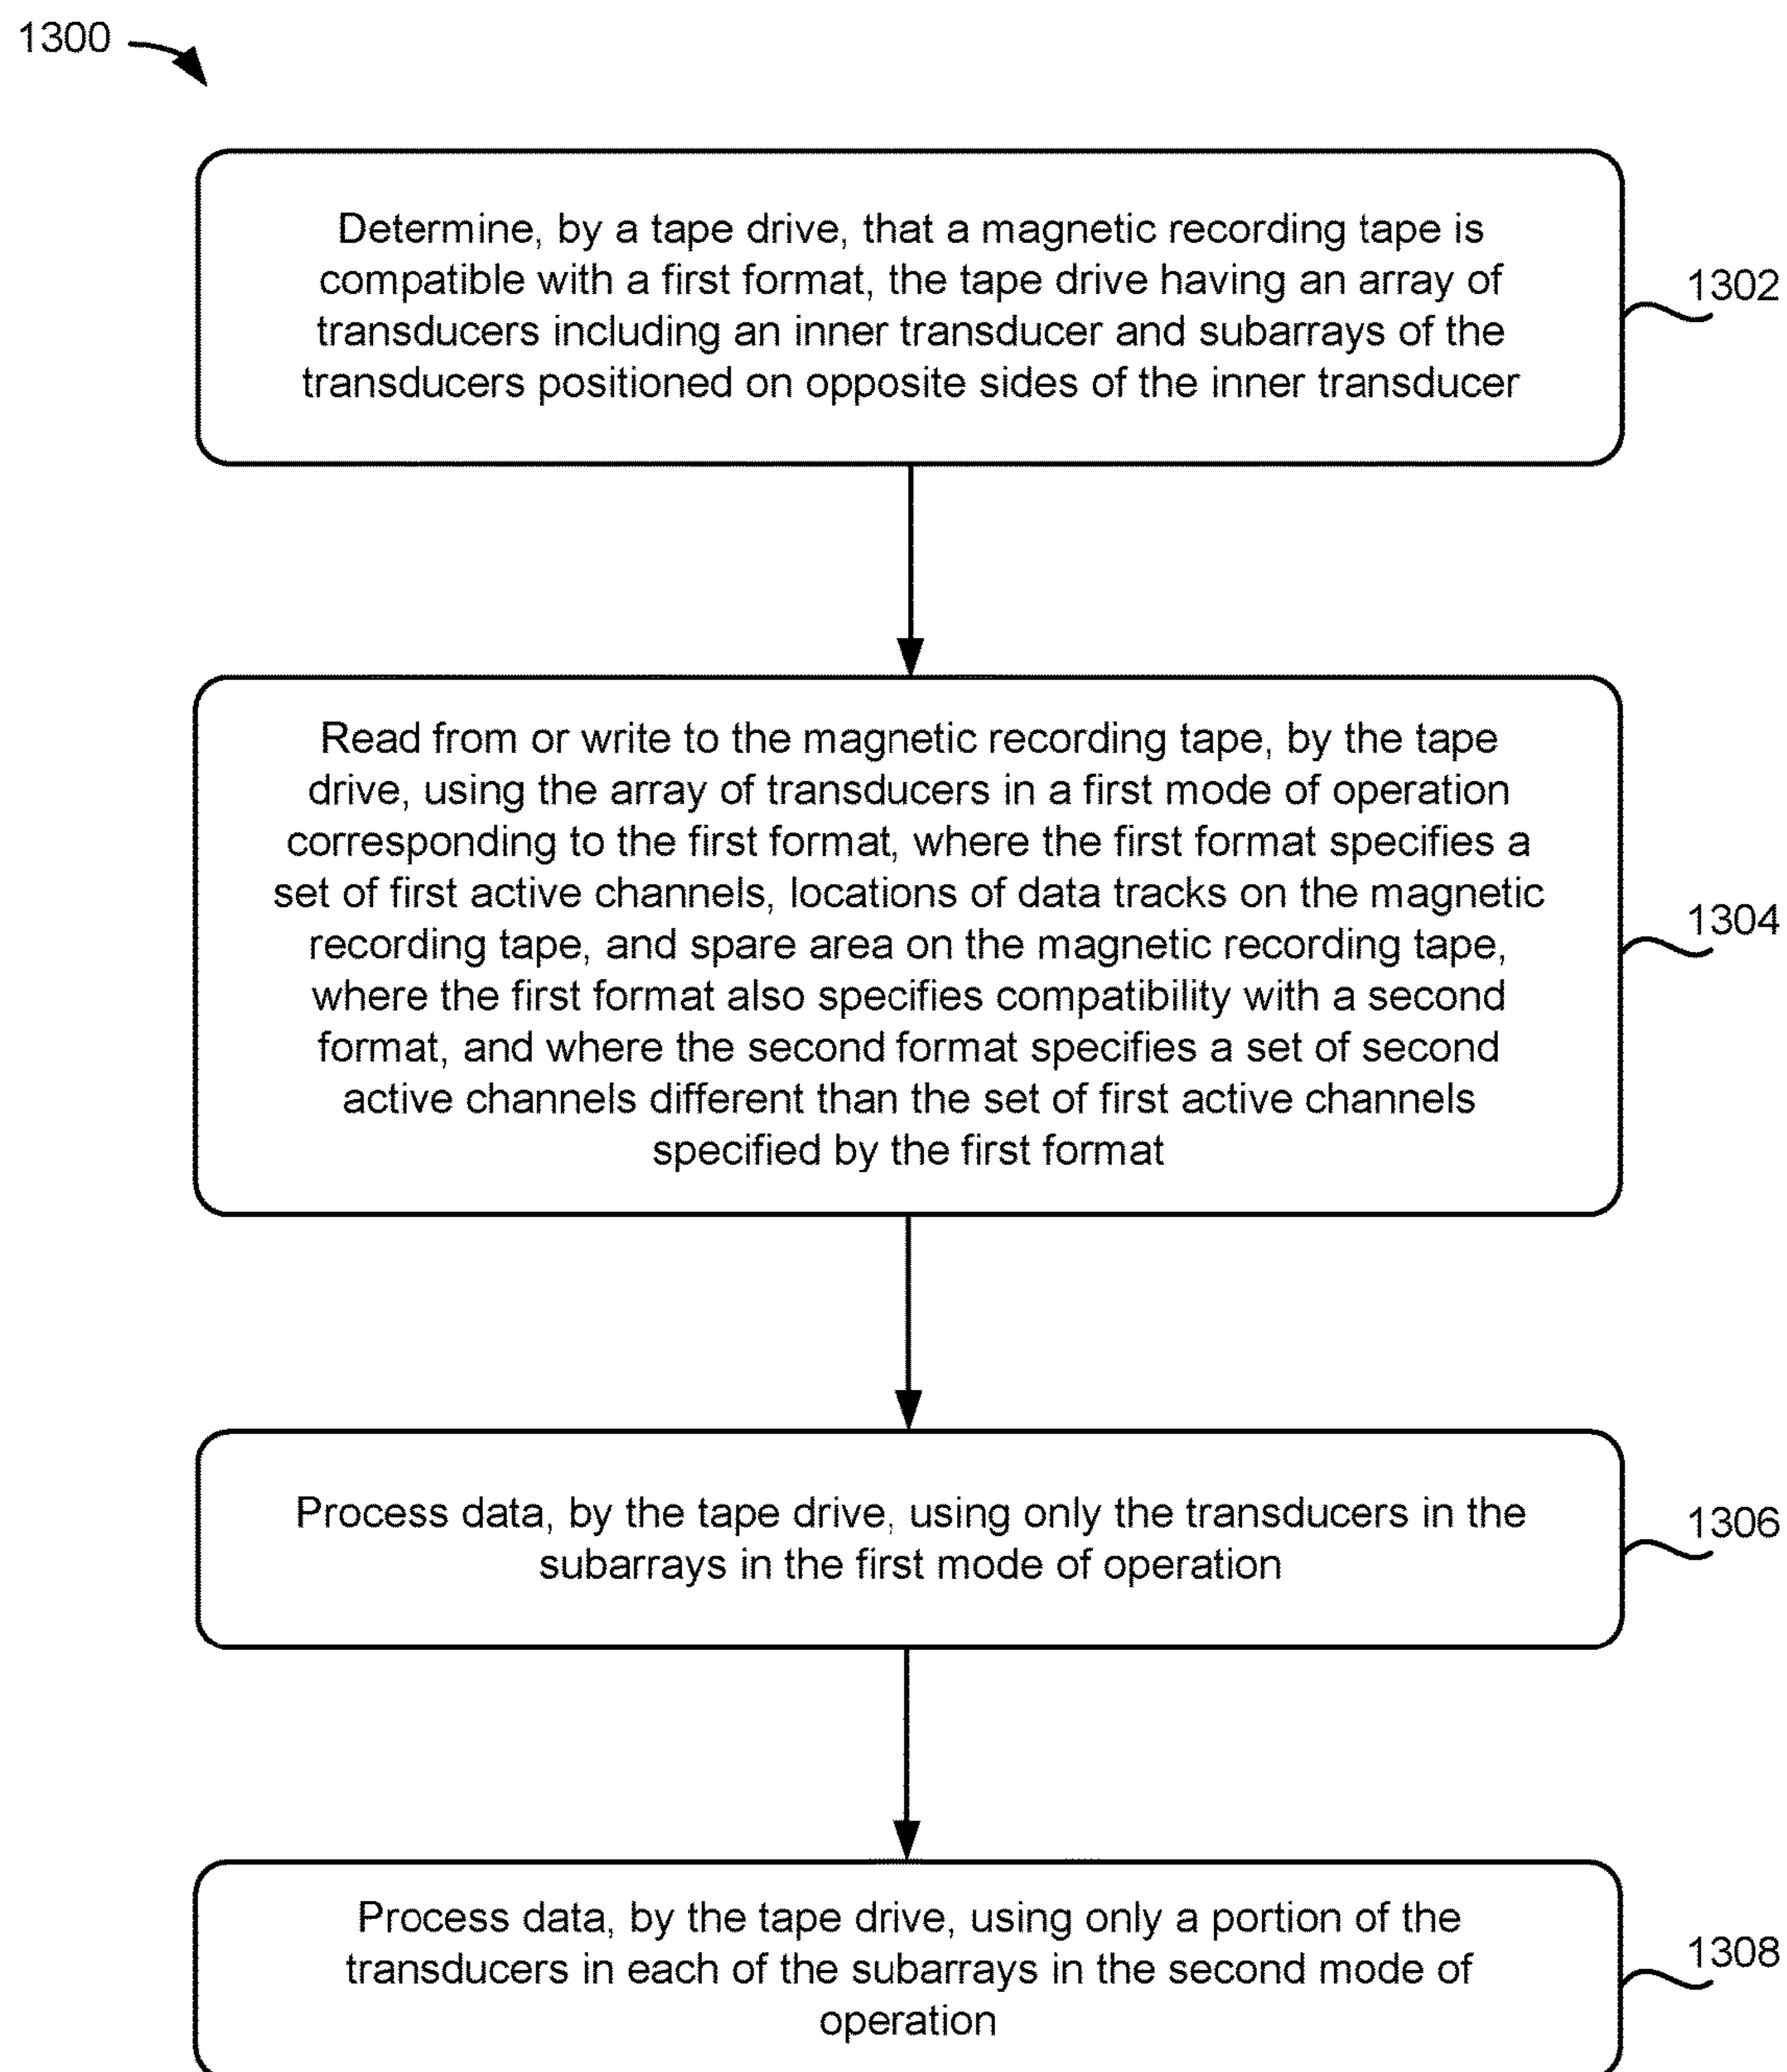 1300
Determine, by a tape drive, that a magnetic recording tape is
compatible with a first format, the tape drive having an array of
transducers including an inner transducer and subarrays of the
transducers positioned on opposite sides of the inner transducer
1302
Read from or write to the magnetic recording tape, by the tape
drive, using the array of transducers in a first mode of operation
corresponding to the first format, where the first format specifies a
set of first active channels, locations of data tracks on the magnetic
recording tape, and spare area on the magnetic recording tape,
where the first format also specifies compatibility with a second
format, and where the second format specifies a set of second
active channels different than the set of first active channels
specified by the first format
1304
Process data, by the tape drive, using only the transducers in the
subarrays in the first mode of operation
1306
Process data, by the tape drive, using only a portion of the
transducers in each of the subarrays in the second mode of
operation
1308